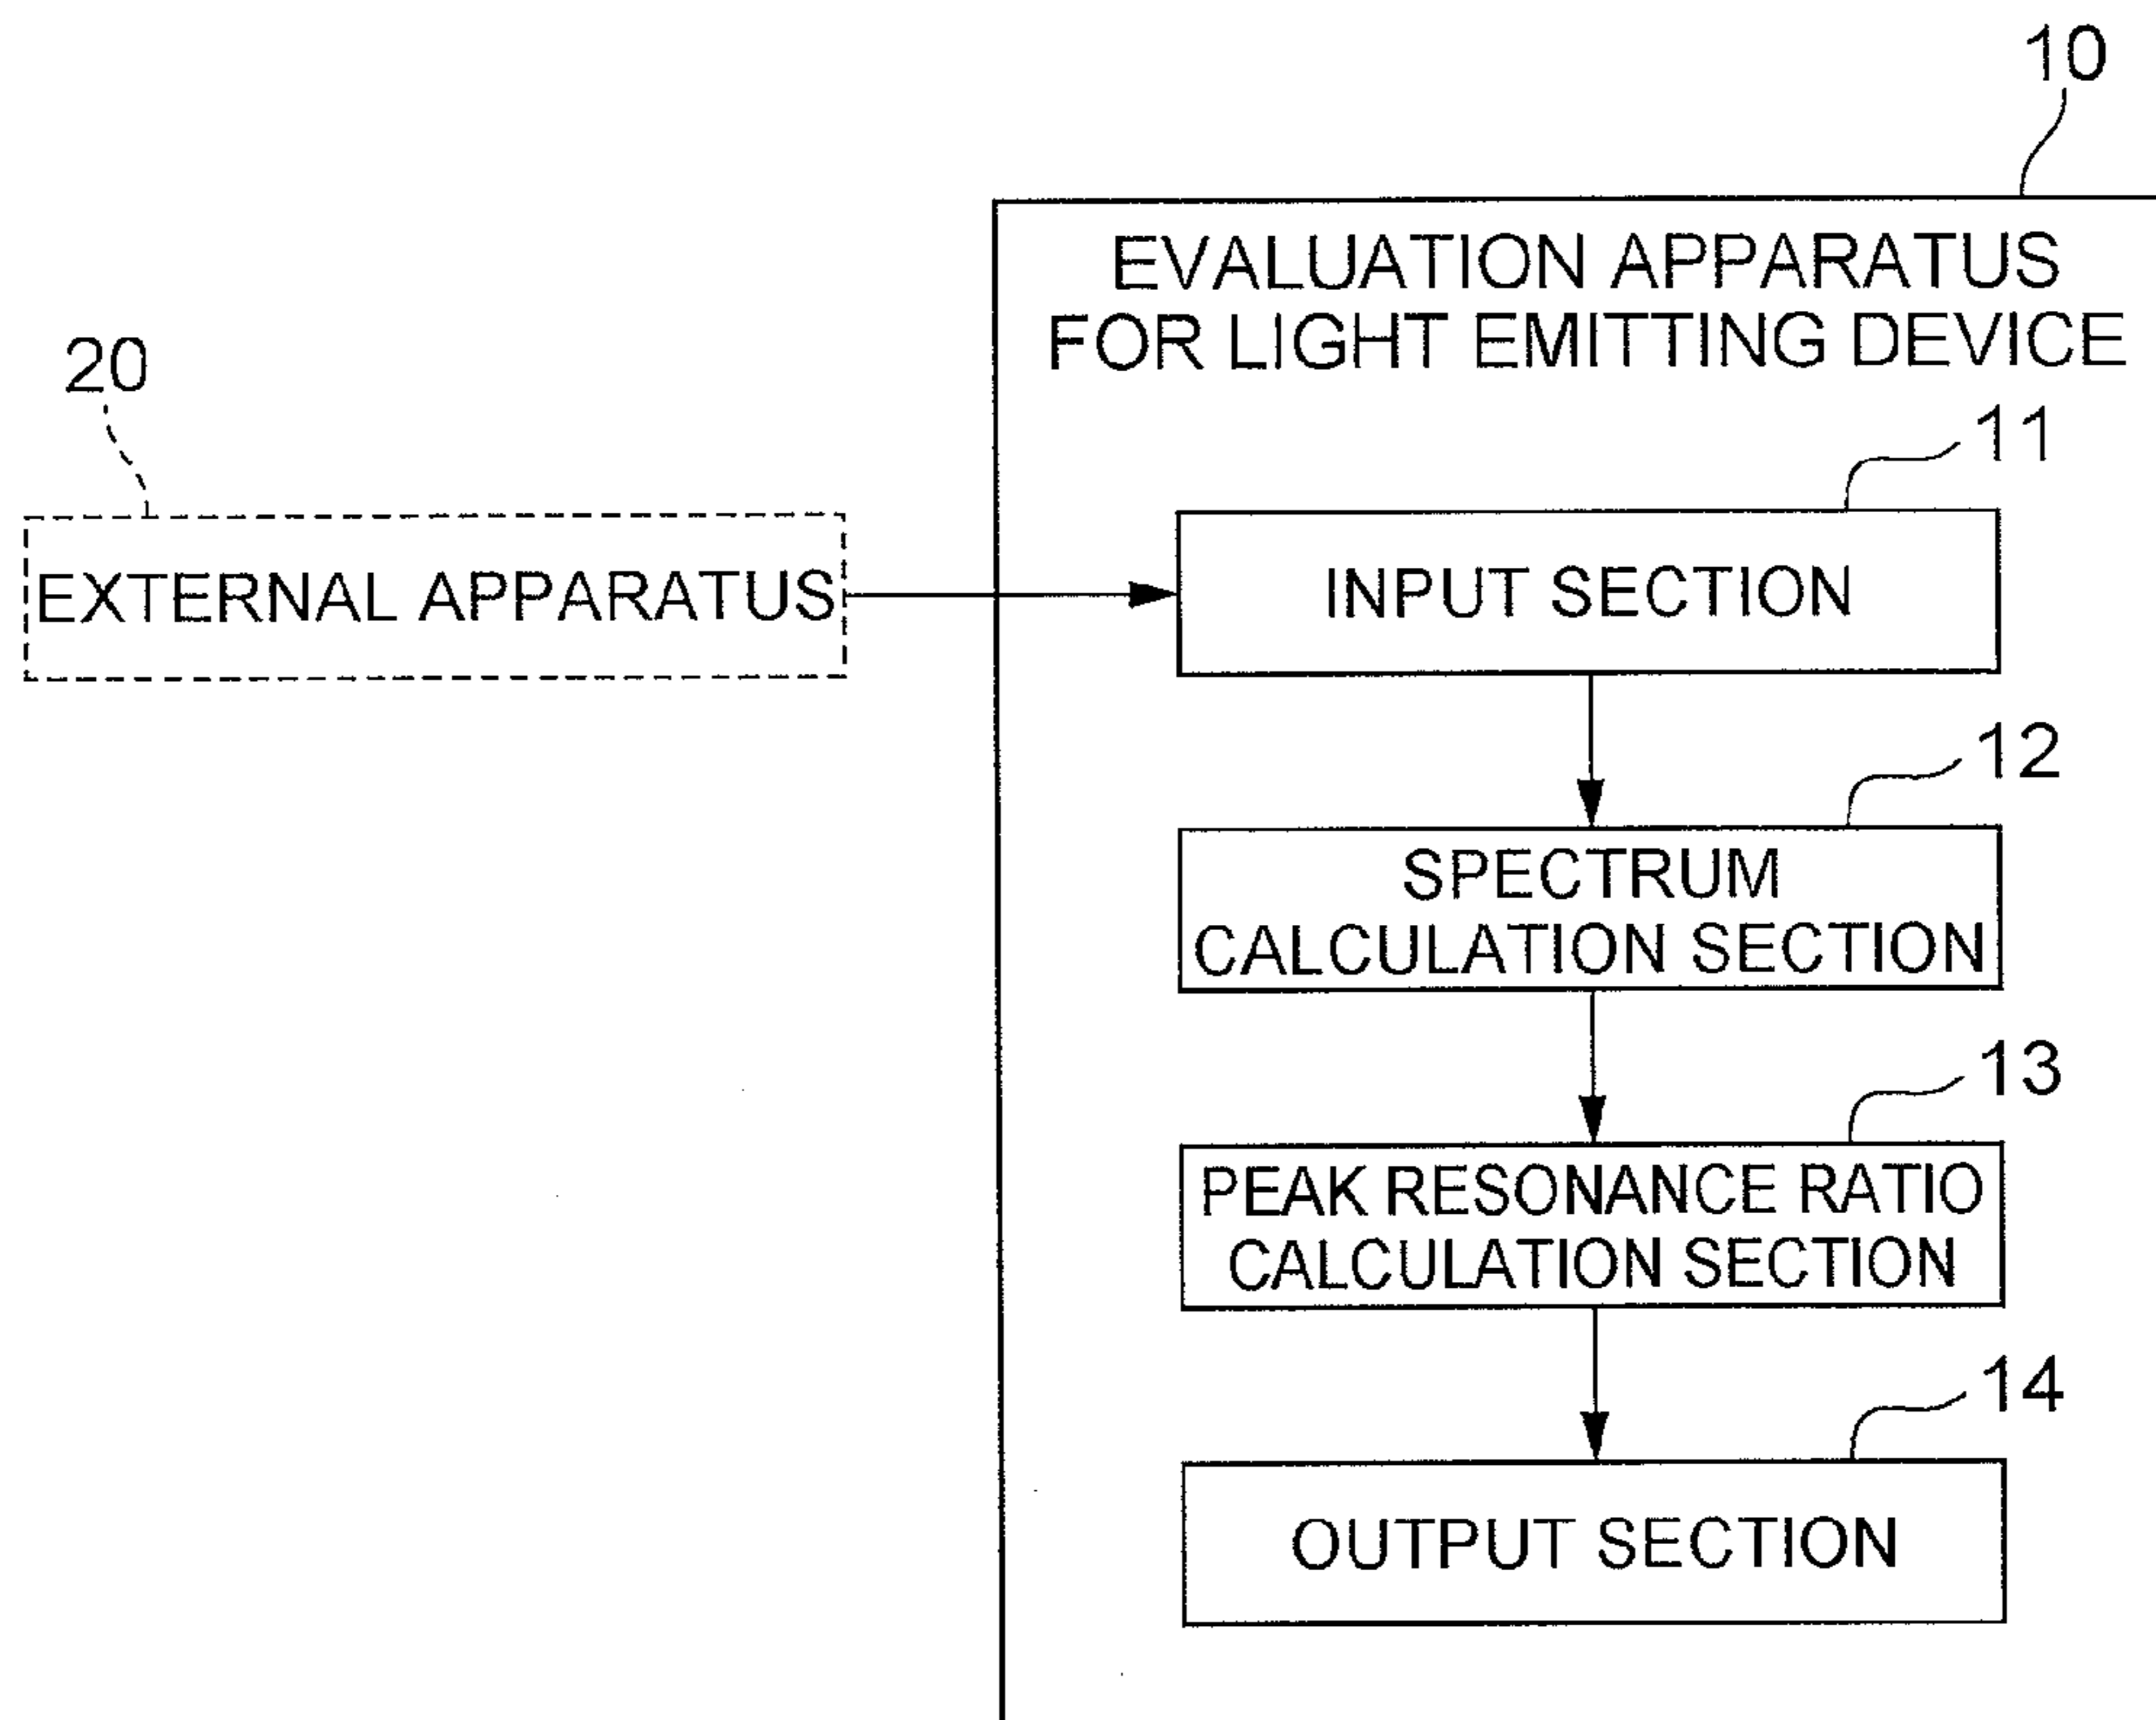 10
EVALUATION APPARATUS
FOR LIGHT EMITTING DEVICE
20
EXTERNAL APPARATUS
11
INPUT SECTION
12
SPECTRUM
CALCULATION SECTION
13
PEAK RESONANCE RATIO
CALCULATION SECTION
14
OUTPUT SECTION